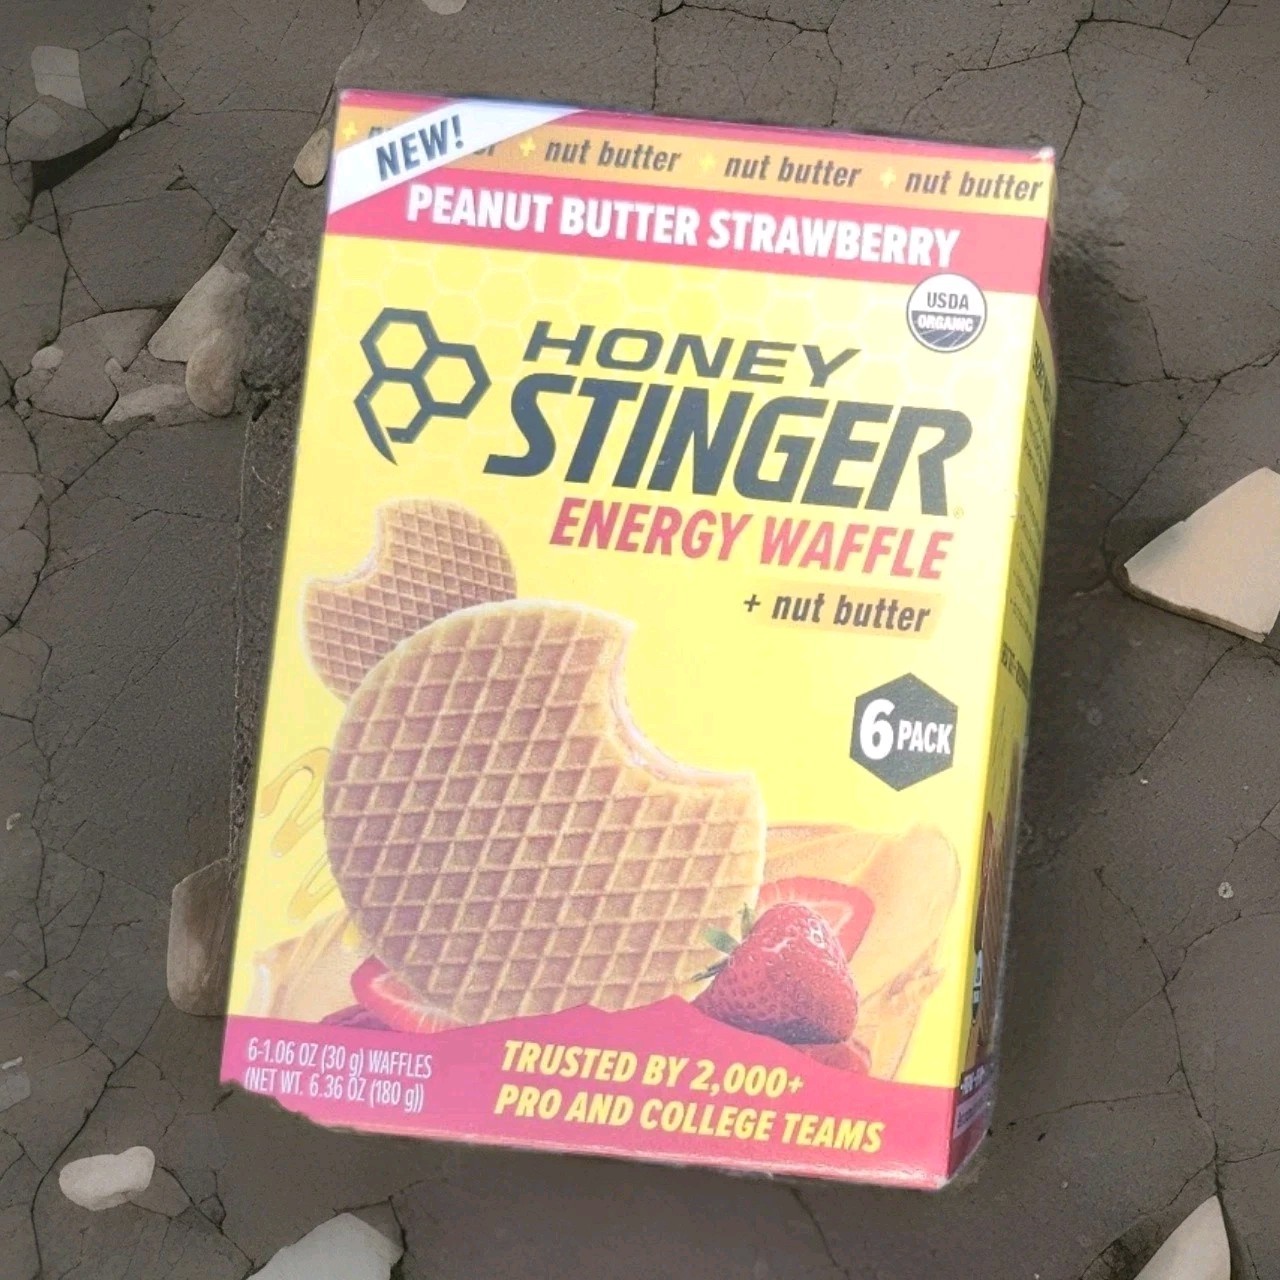 NEW!
+ nut butter + nut butter + nut butter
PEANUT BUTTER STRAWBERRY
USDA
ORGANIC
HONEY
STINGER
ENERGY WAFFLE
+ nut butter
6 PACK
6-1.06 OZ (30 g) WAFFLES
(NET WT. 6.36 OZ (180 g))
TRUSTED BY 2,000+
PRO AND COLLEGE TEAMS